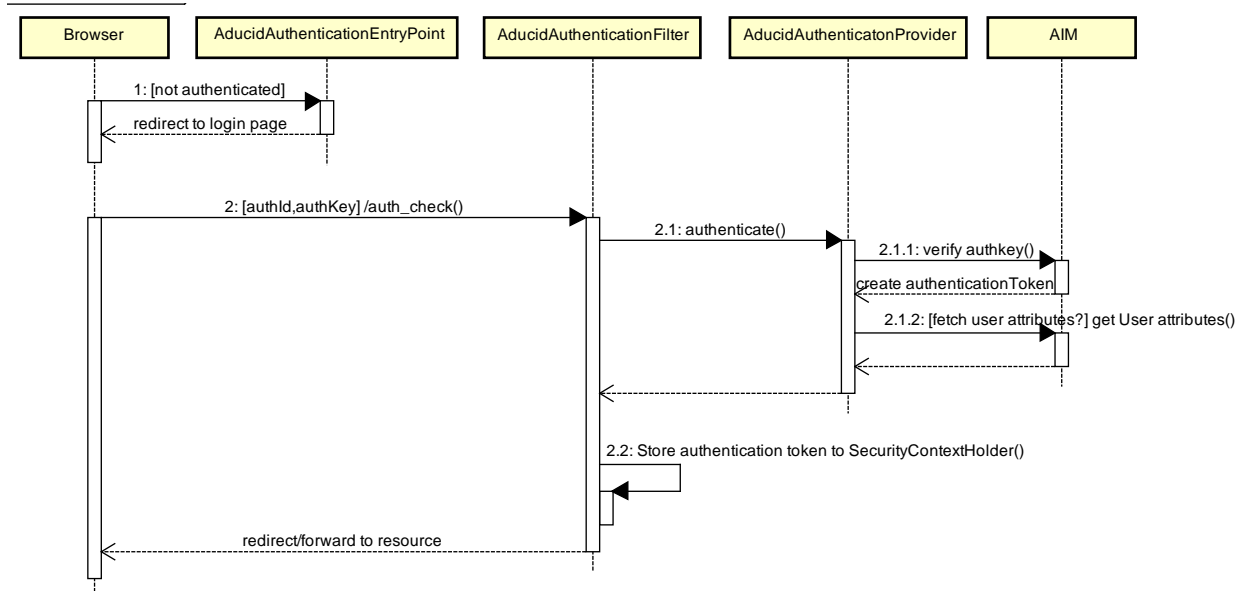 Browser
AducidAuthenticationEntryPoint
AducidAuthenticationFilter
AducidAuthenticatonProvider
AIM
1: [not authenticated]
redirect to login page
2: [authId,authKey] /auth_check()
2.1: authenticate()
2.1.1: verify authkey()
create authenticationToken
2.1.2: [fetch user attributes?] get User attributes()
2.2: Store authentication token to SecurityContextHolder()
redirect/forward to resource